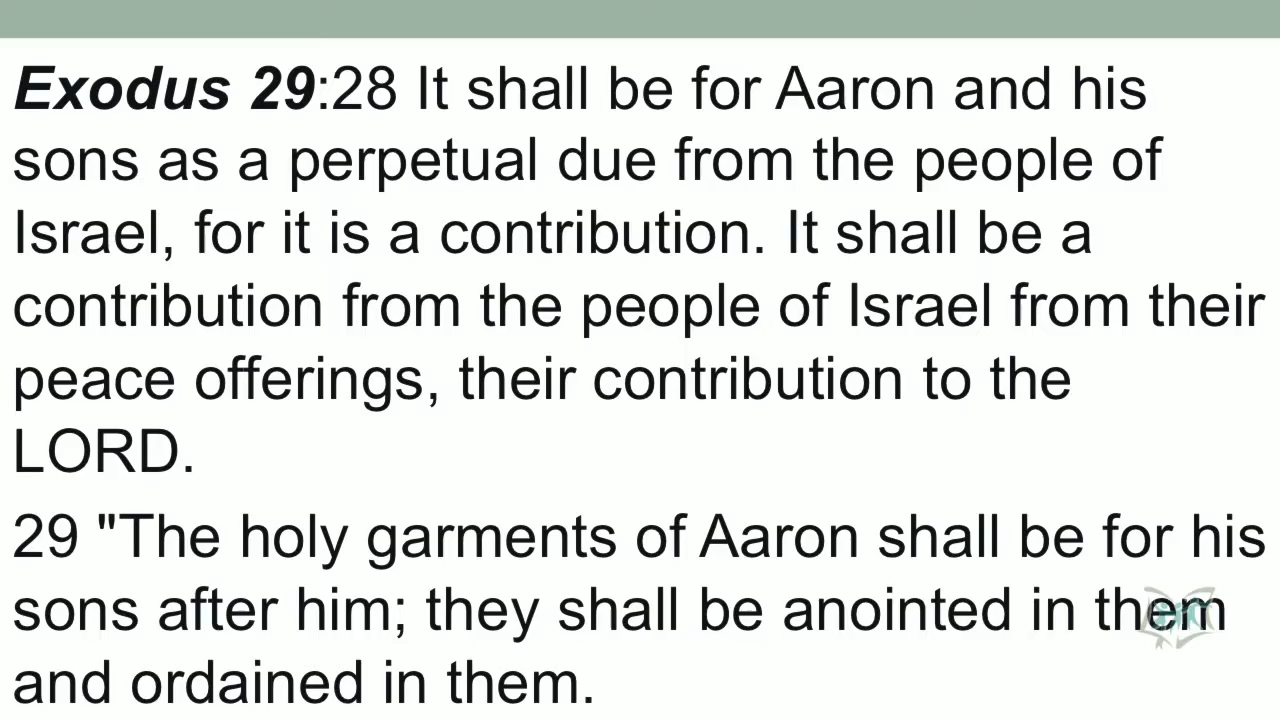 Exodus 29:28 It shall be for Aaron and his
sons as a perpetual due from the people of
Israel, for it is a contribution. It shall be a
contribution from the people of Israel from their
peace offerings, their contribution to the
LORD.
29 "The holy garments of Aaron shall be for his
sons after him; they shall be anointed in them
and ordained in them.